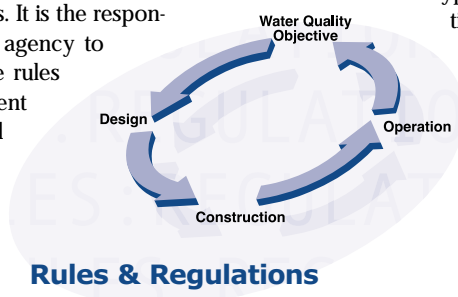 s. It is the respon-
agency to
e rules
ent
Water Quality
Objective
Design
Operation
Construction
Rules & Regulations